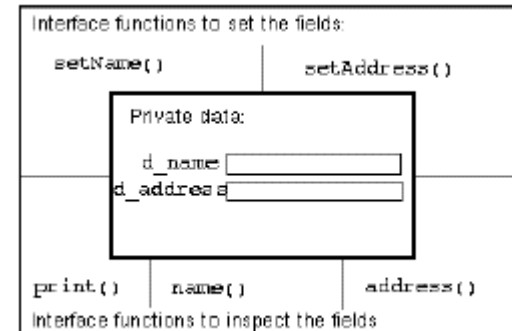 Interface functions to set the fields:
setName()
setAddress()
Private data:
d_name
d_address
print()
name()
address()
Interface functions to inspect the fields